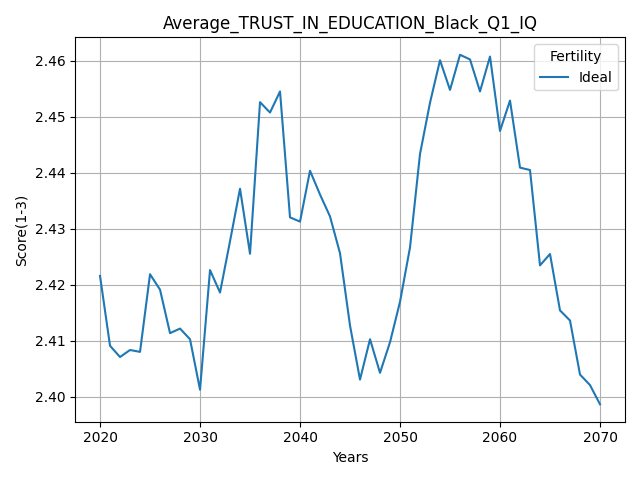 Average_TRUST_IN_EDUCATION_Black_Q1_IQ
Fertility
Ideal
Score(1-3)
2.46
2.45
2.44
2.43
2.42
2.41
2.40
2020 2030 2040 2050 2060 2070
Years